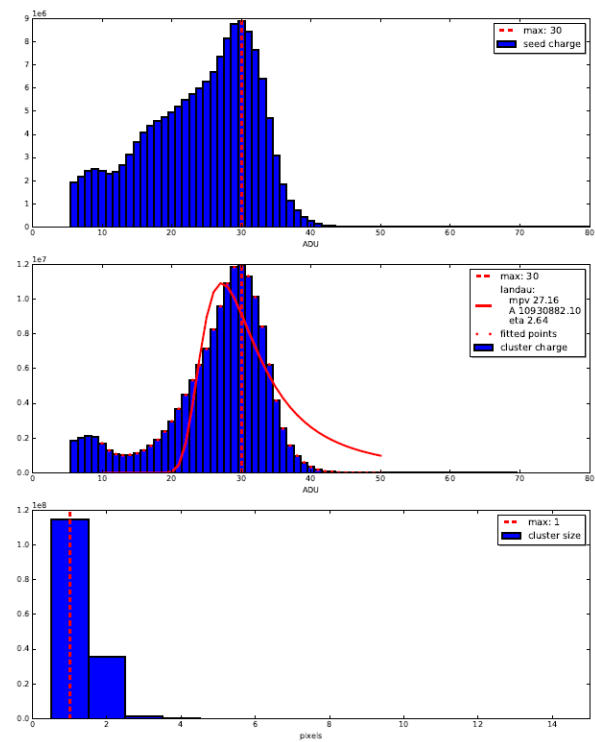 1e6
9
8
7
6
5
4
3
2
1
0
0 10 20 30 40 50 60 70 80
ADU
max: 30
seed charge
1e7
1.2
1.0
0.8
0.6
0.4
0.2
0.0
0 10 20 30 40 50 60 70 80
ADU
max: 30
landau:
mpv 27.16
A 10930882.10
eta 2.64
fitted points
cluster charge
1e8
1.2
1.0
0.8
0.6
0.4
0.2
0.0
0 2 4 6 8 10 12 14
pixels
max: 1
cluster size